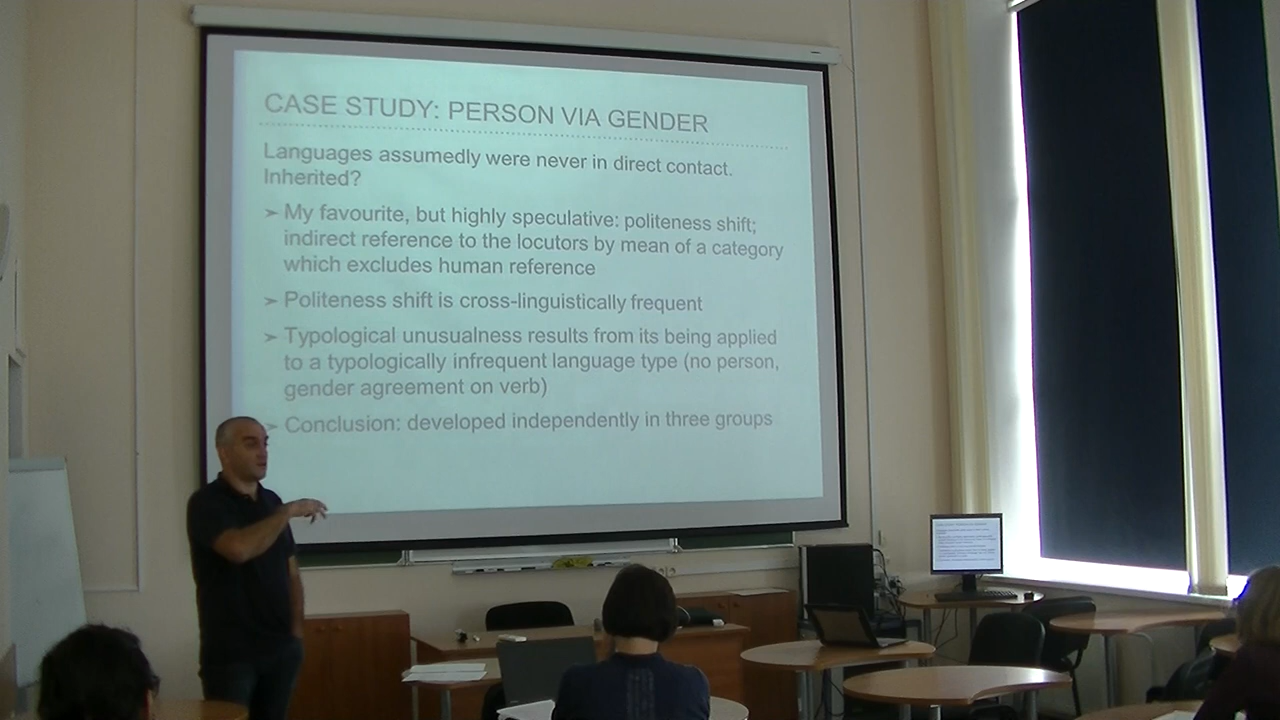 CASE STUDY: PERSON VIA GENDER
Languages assumedly were never in direct contact.
Inherited?
➢ My favourite, but highly speculative: politeness shift;
indirect reference to the locutors by mean of a category
which excludes human reference
➢ Politeness shift is cross-linguistically frequent
➢ Typological unusualness results from its being applied
to a typologically infrequent language type (no person,
gender agreement on verb)
➢ Conclusion: developed independently in three groups